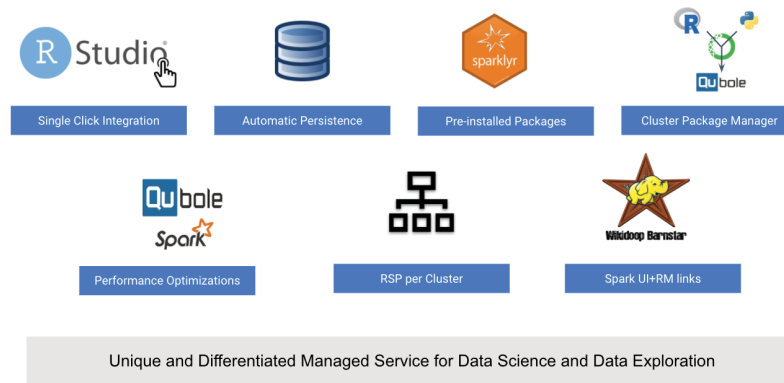 R Studio
sparklyr
R
Qubole
Single Click Integration
Automatic Persistence
Pre-installed Packages
Cluster Package Manager
Qubole
Spark
Wikidoop Barnstar
Performance Optimizations
RSP per Cluster
Spark UI+RM links
Unique and Differentiated Managed Service for Data Science and Data Exploration